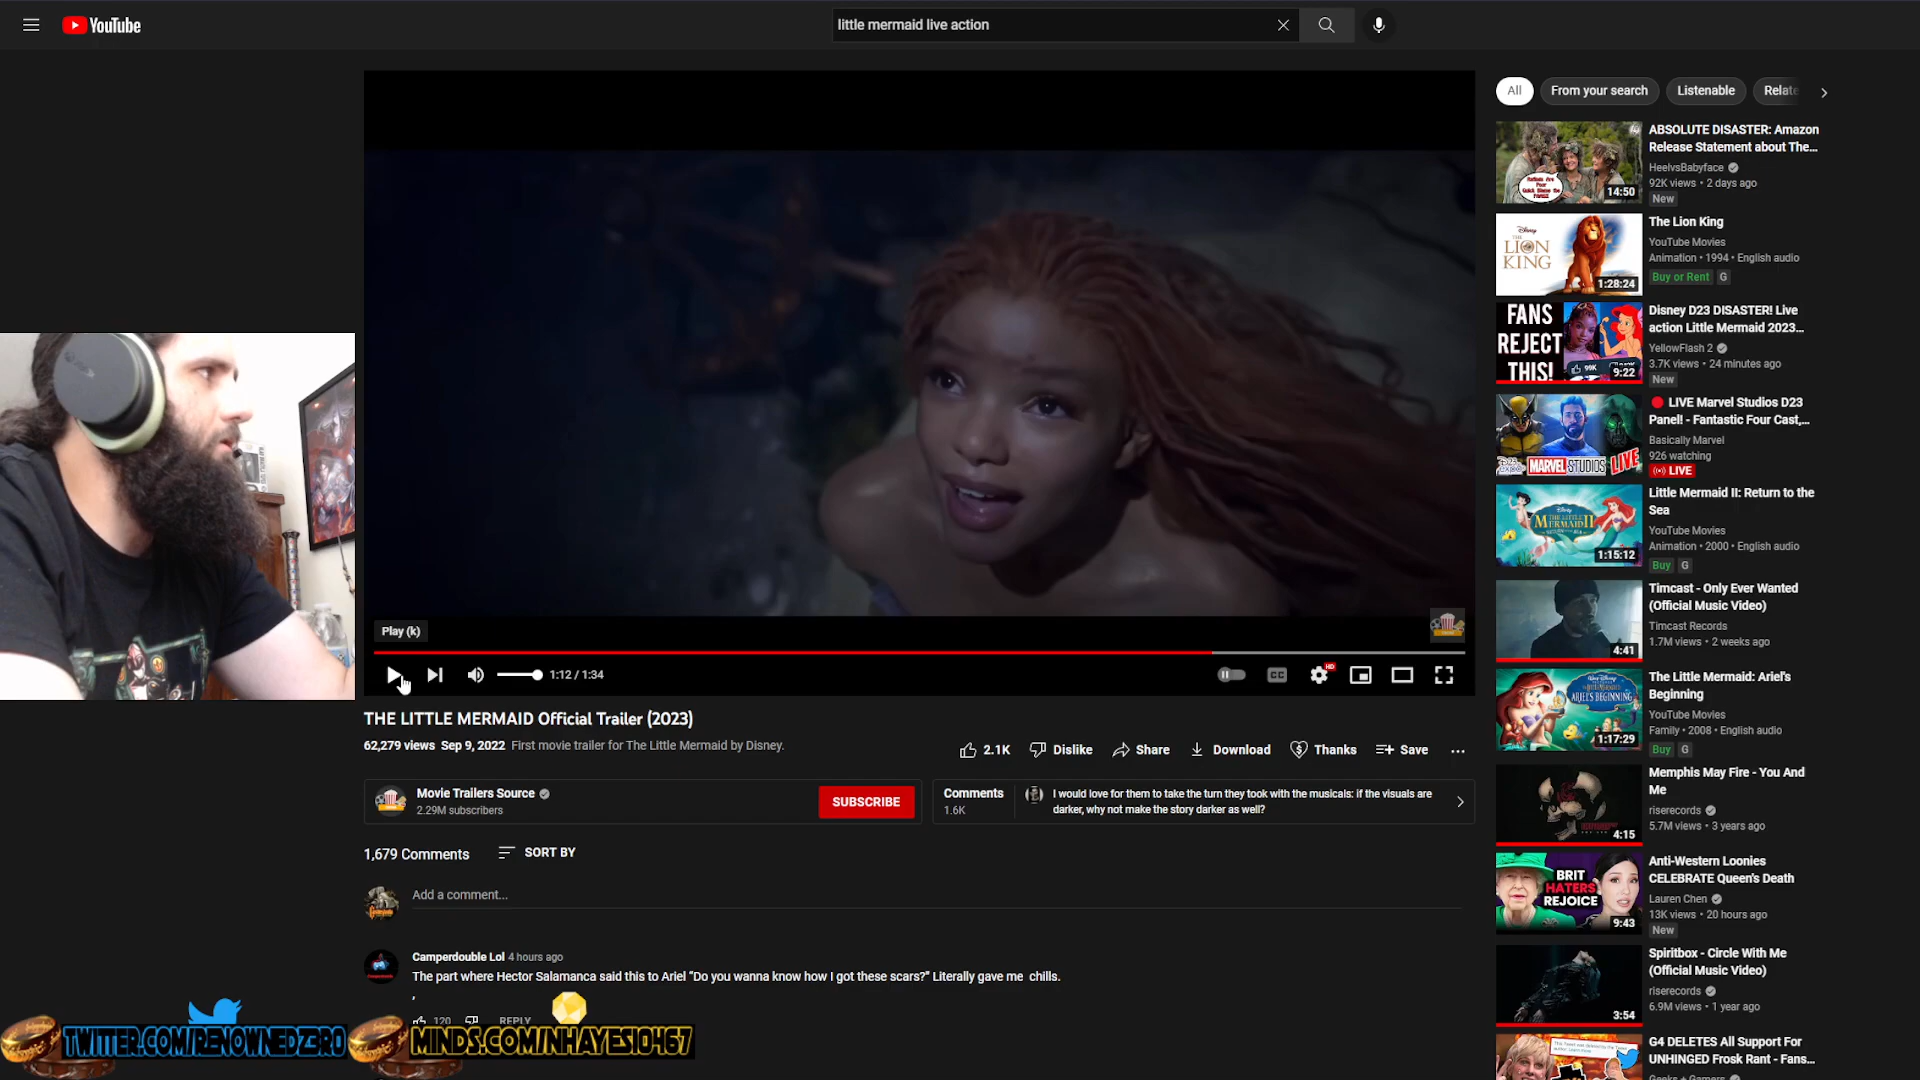 YouTube
little mermaid live action
All
From your search
Listenable
Relate
ABSOLUTE DISASTER: Amazon
Release Statement about The...
HeelvsBabyface
92K views • 2 days ago
New
14:50
The Lion King
YouTube Movies
Animation • 1994 • English audio
Buy or Rent G
Disney
THE
LION
KING
1:28:24
Disney D23 DISASTER! Live
action Little Mermaid 2023...
YellowFlash 2
3.7K views • 24 minutes ago
New
FANS
REJECT
THIS!
99K
9:22
LIVE Marvel Studios D23
Panel! - Fantastic Four Cast,...
Basically Marvel
926 watching
LIVE
MARVEL STUDIOS LIVE
Little Mermaid II: Return to the
Sea
YouTube Movies
Animation • 2000 • English audio
Buy G
MERMAID II
1:15:12
Timcast - Only Ever Wanted
(Official Music Video)
Timcast Records
1.7M views • 2 weeks ago
4:41
The Little Mermaid: Ariel's
Beginning
YouTube Movies
Family • 2008 • English audio
Buy G
ARIEL'S BEGINNING
1:17:29
Memphis May Fire - You And
Me
riserecords
5.7M views • 3 years ago
4:15
Anti-Western Loonies
CELEBRATE Queen's Death
Lauren Chen
13K views • 20 hours ago
New
BRIT
HATERS
REJOICE
9:43
Spiritbox - Circle With Me
(Official Music Video)
riserecords
6.9M views • 1 year ago
3:54
G4 DELETES All Support For
UNHINGED Frosk Rant - Fans...
Geeks + Gamers
Play (k)
1:12 / 1:34
CC
HD
THE LITTLE MERMAID Official Trailer (2023)
62,279 views Sep 9, 2022 First movie trailer for The Little Mermaid by Disney.
2.1K
Dislike
Share
Download
Thanks
Save
Movie Trailers Source
2.29M subscribers
SUBSCRIBE
Comments
1.6K
I would love for them to take the turn they took with the musicals: if the visuals are
darker, why not make the story darker as well?
1,679 Comments
SORT BY
Add a comment...
Camperdouble Lol 4 hours ago
The part where Hector Salamanca said this to Ariel "Do you wanna know how I got these scars?" Literally gave me chills.
,
120
REPLY
TWITTER.COM/RENOWNEDZ3R0
MINDS.COM/NHAYES10467